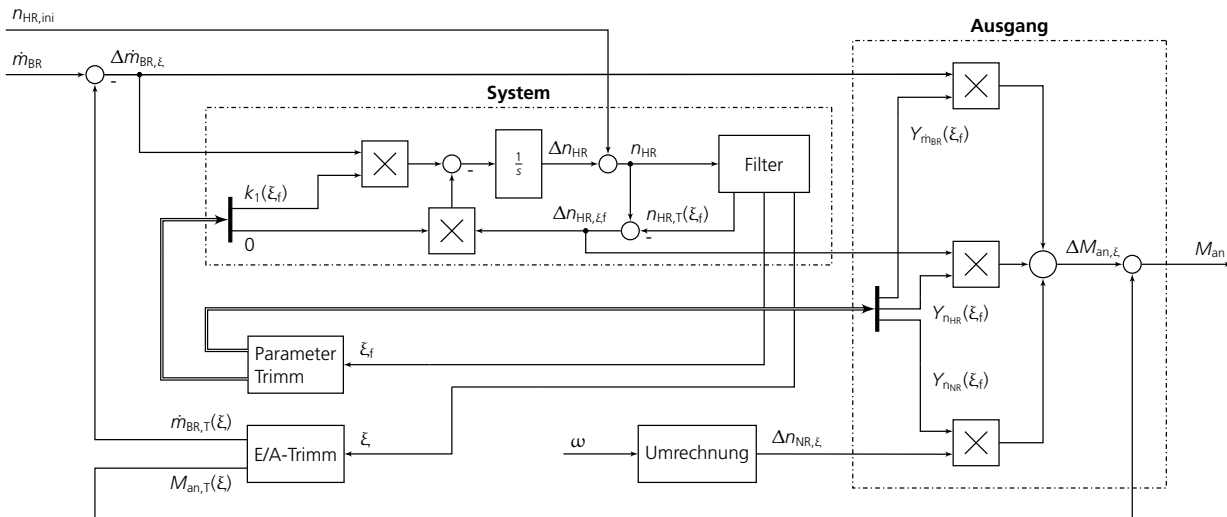 n_HR,ini
Ausgang
ṁ_BR
Δṁ_BR,ξ
-
System
1/s
Δn_HR
n_HR
Filter
-
Y_ṁBR(ξ_f)
k_1(ξ_f)
Δn_HR,ξf
n_HR,T(ξ_f)
-
0
ΔM_an,ξ
M_an
Y_nHR(ξ_f)
Parameter
Trimm
ξ_f
Y_nNR(ξ_f)
ṁ_BR,T(ξ)
E/A-Trimm
ξ
ω
Umrechnung
Δn_NR,ξ
M_an,T(ξ)